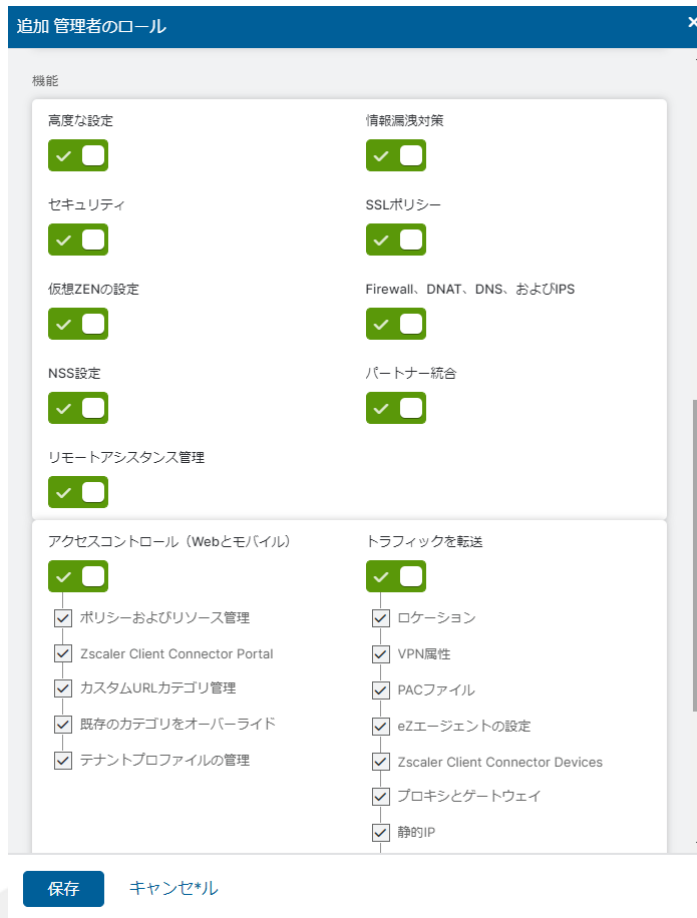 追加 管理者のロール
機能
高度な設定
情報漏洩対策
セキュリティ
SSLポリシー
仮想ZENの設定
Firewall、DNAT、DNS、およびIPS
NSS設定
パートナー統合
リモートアシスタンス管理
アクセスコントロール（Webとモバイル）
トラフィックを転送
ポリシーおよびリソース管理
ロケーション
Zscaler Client Connector Portal
VPN属性
カスタムURLカテゴリ管理
PACファイル
既存のカテゴリをオーバーライド
eZエージェントの設定
テナントプロファイルの管理
Zscaler Client Connector Devices
プロキシとゲートウェイ
静的IP
保存
キャンセ*ル